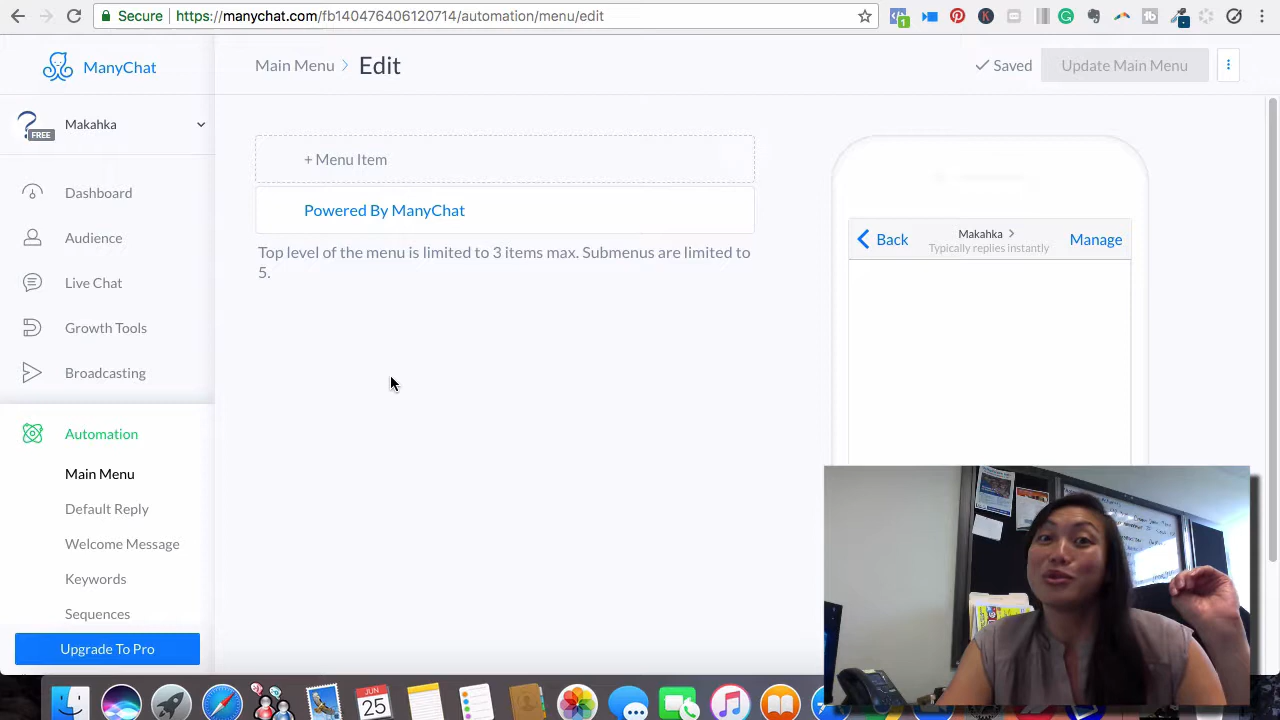 Secure
https://manychat.com/fb140476406120714/automation/menu/edit
1
ManyChat
Main Menu
Edit
Saved
Update Main Menu
FREE
Makahka
+ Menu Item
Dashboard
Powered By ManyChat
Audience
Back
Makahka
Typically replies instantly
Manage
Top level of the menu is limited to 3 items max. Submenus are limited to
5.
Live Chat
Growth Tools
Broadcasting
Automation
Main Menu
Default Reply
Welcome Message
Keywords
Sequences
Upgrade To Pro
JUN
25